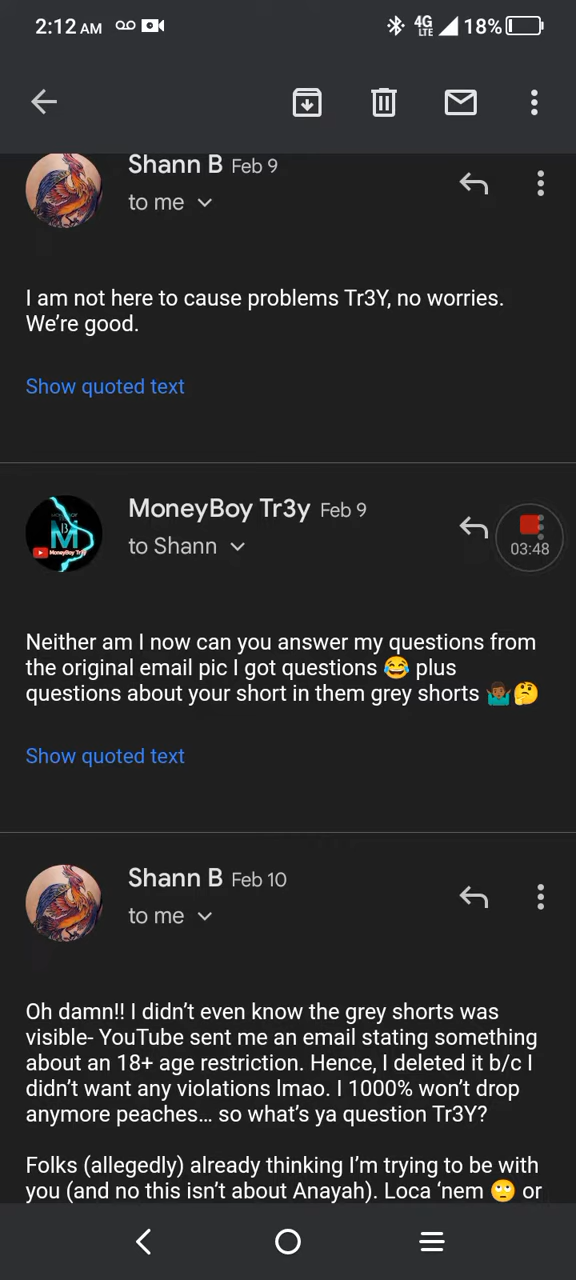 2:12 AM 4G LTE 18%
Shann B Feb 9
to me
I am not here to cause problems Tr3Y, no worries.
We’re good.
Show quoted text
MoneyBoy Tr3y Feb 9
to Shann
03:48
Neither am I now can you answer my questions from
the original email pic I got questions 😂 plus
questions about your short in them grey shorts 🤷🏾‍♂️🤔
Show quoted text
Shann B Feb 10
to me
Oh damn!! I didn’t even know the grey shorts was
visible- YouTube sent me an email stating something
about an 18+ age restriction. Hence, I deleted it b/c I
didn’t want any violations lmao. I 1000% won’t drop
anymore peaches… so what’s ya question Tr3Y?
Folks (allegedly) already thinking I’m trying to be with
you (and no this isn’t about Anayah). Loca ‘nem 🙄 or